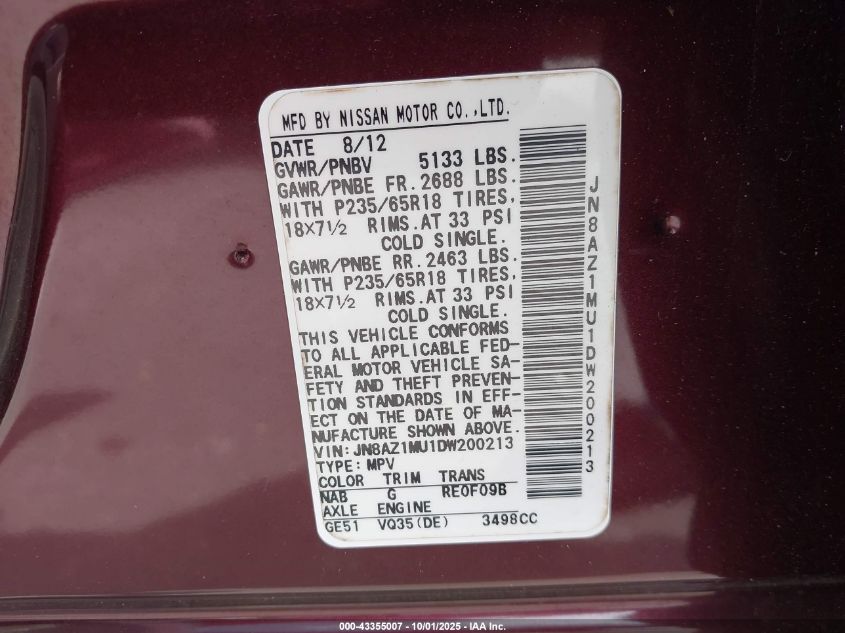 MFD BY NISSAN MOTOR CO.,LTD.
DATE 8/12
GVWR/PNBV 5133 LBS.
GAWR/PNBE FR. 2688 LBS.
WITH P235/65R18 TIRES,
18×7½ RIMS.AT 33 PSI
COLD SINGLE.
GAWR/PNBE RR. 2463 LBS.
WITH P235/65R18 TIRES,
18×7½ RIMS.AT 33 PSI
COLD SINGLE.
THIS VEHICLE CONFORMS
TO ALL APPLICABLE FED-
ERAL MOTOR VEHICLE SA-
FETY AND THEFT PREVEN-
TION STANDARDS IN EFF-
ECT ON THE DATE OF MA-
NUFACTURE SHOWN ABOVE.
VIN:JN8AZ1MU1DW200213
TYPE:MPV
COLOR TRIM TRANS
NAB G RE0F09B
AXLE ENGINE
GE51 VQ35(DE) 3498CC
JN8AZ1MU1DW200213
000-43355007 - 10/01/2025 - IAA Inc.